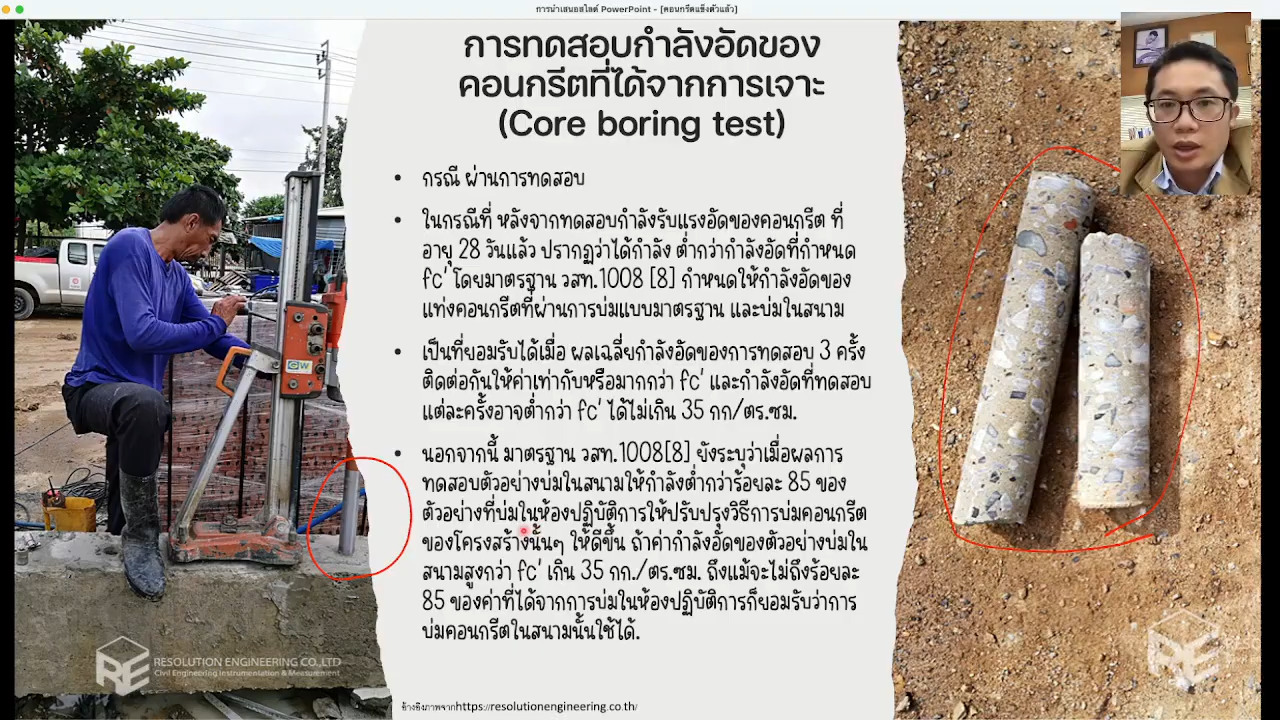 การนำเสนอสไลด์ PowerPoint - [คอนกรีตแข็งตัวแล้ว]
การทดสอบกำลังอัดของ
คอนกรีตที่ได้จากการเจาะ
(Core boring test)
• กรณี ผ่านการทดสอบ
• ในกรณีที่ หลังจากทดสอบกำลังรับแรงอัดของคอนกรีต ที่
อายุ 28 วันแล้ว ปรากฏว่าได้กำลัง ต่ำกว่ากำลังอัดที่กำหนด
fc' โดยมาตรฐาน วสท.1008 [8] กำหนดให้กำลังอัดของ
แท่งคอนกรีตที่ผ่านการบ่มแบบมาตรฐาน และบ่มในสนาม
• เป็นที่ยอมรับได้เมื่อ ผลเฉลี่ยกำลังอัดของการทดสอบ 3 ครั้ง
ติดต่อกันให้ค่าเท่ากับหรือมากกว่า fc' และกำลังอัดที่ทดสอบ
แต่ละครั้งอาจต่ำกว่า fc' ได้ไม่เกิน 35 กก/ตร.ซม.
• นอกจากนี้ มาตรฐาน วสท.1008[8] ยังระบุว่าเมื่อผลการ
ทดสอบตัวอย่างบ่มในสนามให้กำลังต่ำกว่าร้อยละ 85 ของ
ตัวอย่างที่บ่มในห้องปฏิบัติการให้ปรับปรุงวิธีการบ่มคอนกรีต
ของโครงสร้างนั้นๆ ให้ดีขึ้น ถ้าค่ากำลังอัดของตัวอย่างบ่มใน
สนามสูงกว่า fc' เกิน 35 กก./ตร.ซม. ถึงแม้จะไม่ถึงร้อยละ
85 ของค่าที่ได้จากการบ่มในห้องปฏิบัติการก็ยอมรับว่าการ
บ่มคอนกรีตในสนามนั้นใช้ได้.
GW
RESOLUTION ENGINEERING CO.,LTD
Civil Engineering Instrumentation & Measurement
อ้างอิงภาพจากhttps://resolutionengineering.co.th/
RESOLU
Civil Engin